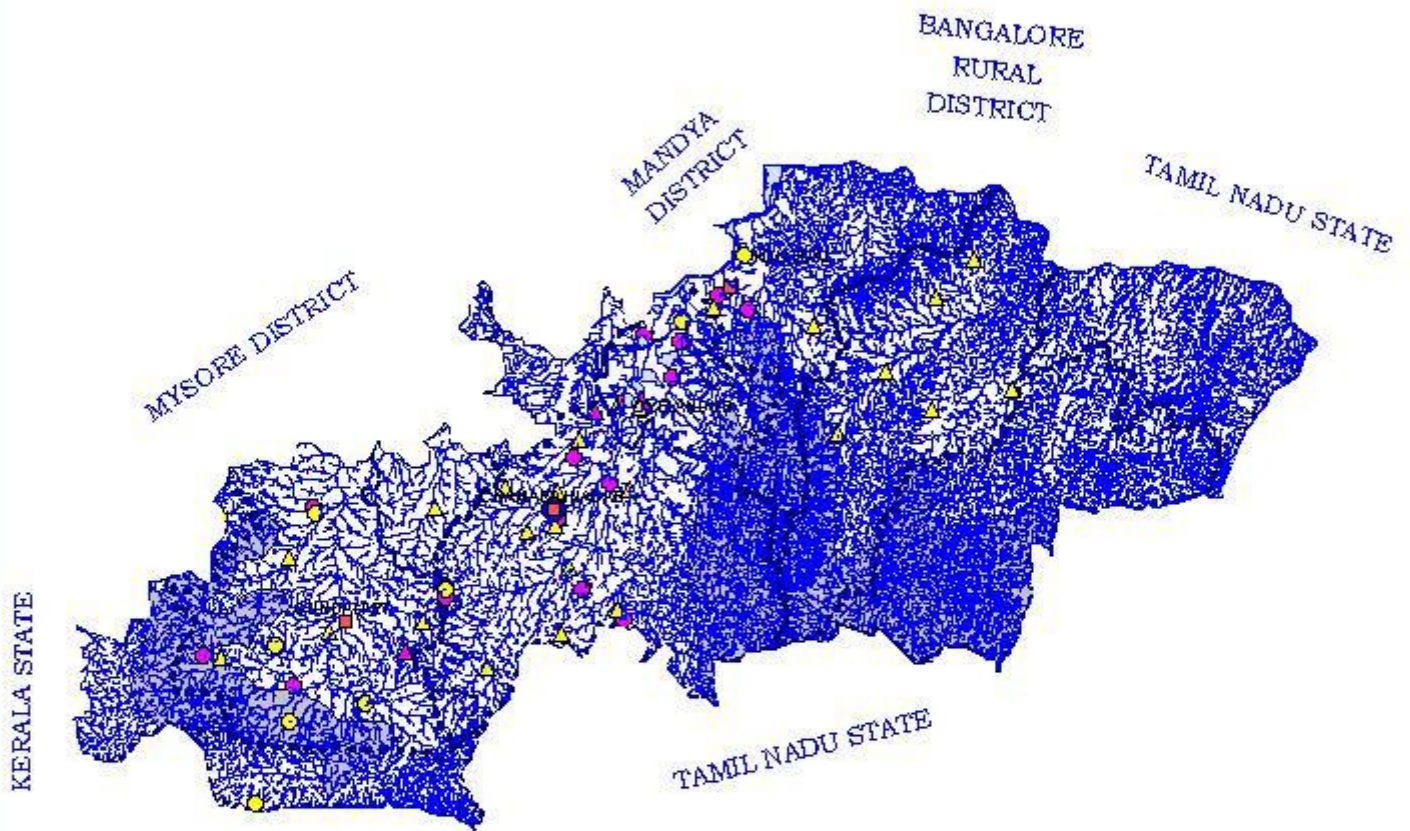 BANGALORE
RURAL
DISTRICT
MANDYA
DISTRICT
TAMIL NADU STATE
MYSORE DISTRICT
KERALA STATE
TAMIL NADU STATE